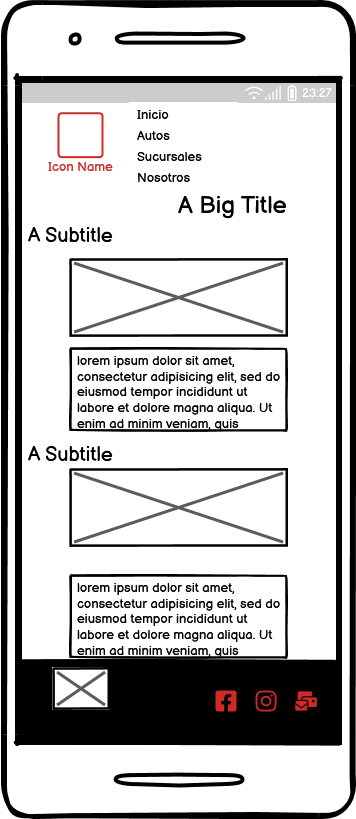 23:27
Inicio
Autos
Icon Name
Sucursales
Nosotros
A Big Title
A Subtitle
lorem ipsum dolor sit amet,
consectetur adipisicing elit, sed do
eiusmod tempor incididunt ut
labore et dolore magna aliqua. Ut
enim ad minim veniam, quis
A Subtitle
lorem ipsum dolor sit amet,
consectetur adipisicing elit, sed do
eiusmod tempor incididunt ut
labore et dolore magna aliqua. Ut
enim ad minim veniam, quis